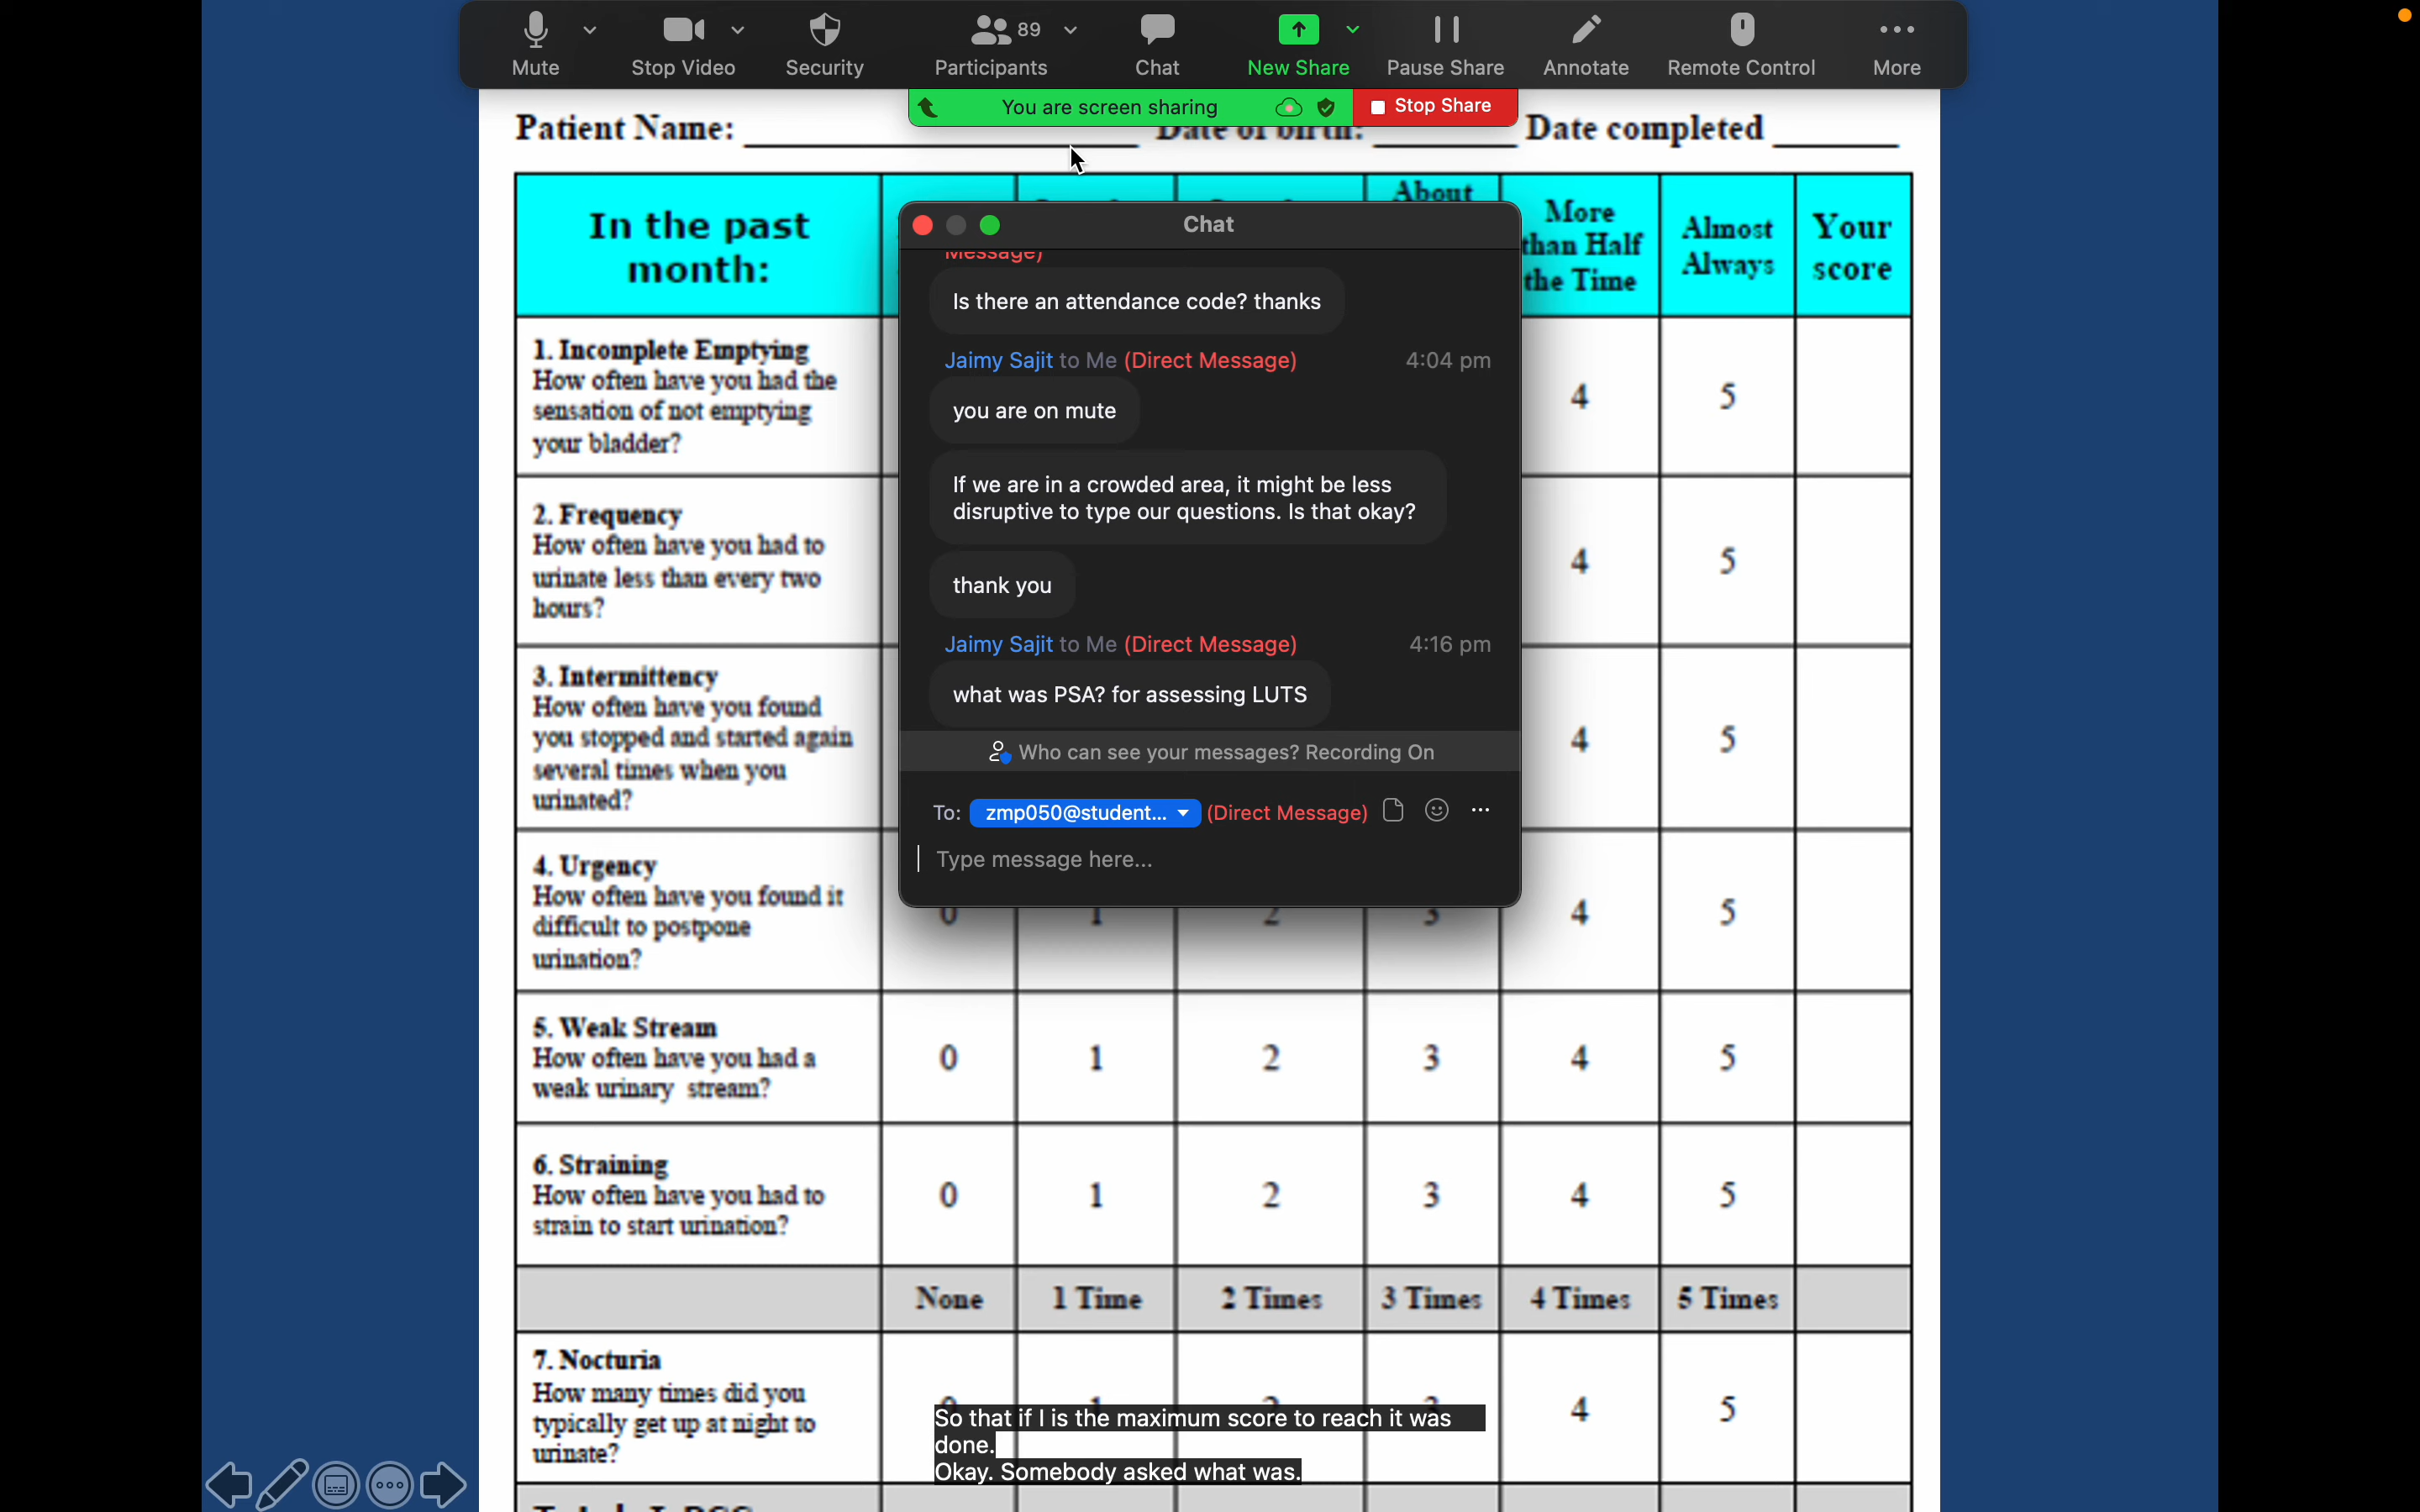 Mute
Stop Video
Security
89
Participants
Chat
New Share
Pause Share
Annotate
Remote Control
More
You are screen sharing
Stop Share
Patient Name:
Date of birth:
Date completed
In the past
month:
About
More
than Half
the Time
Almost
Always
Your
score
Chat
Message)
Is there an attendance code? thanks
Jaimy Sajit to Me (Direct Message) 4:04 pm
you are on mute
If we are in a crowded area, it might be less
disruptive to type our questions. Is that okay?
thank you
Jaimy Sajit to Me (Direct Message) 4:16 pm
what was PSA? for assessing LUTS
Who can see your messages? Recording On
To: zmp050@student... (Direct Message)
Type message here...
1. Incomplete Emptying
How often have you had the
sensation of not emptying
your bladder?
4 5
2. Frequency
How often have you had to
urinate less than every two
hours?
4 5
3. Intermittency
How often have you found
you stopped and started again
several times when you
urinated?
4 5
4. Urgency
How often have you found it
difficult to postpone
urination?
0 1 2 3 4 5
5. Weak Stream
How often have you had a
weak urinary stream?
0 1 2 3 4 5
6. Straining
How often have you had to
strain to start urination?
0 1 2 3 4 5
None 1 Time 2 Times 3 Times 4 Times 5 Times
7. Nocturia
How many times did you
typically get up at night to
urinate?
0 1 2 3 4 5
So that if I is the maximum score to reach it was
done.
Okay. Somebody asked what was.